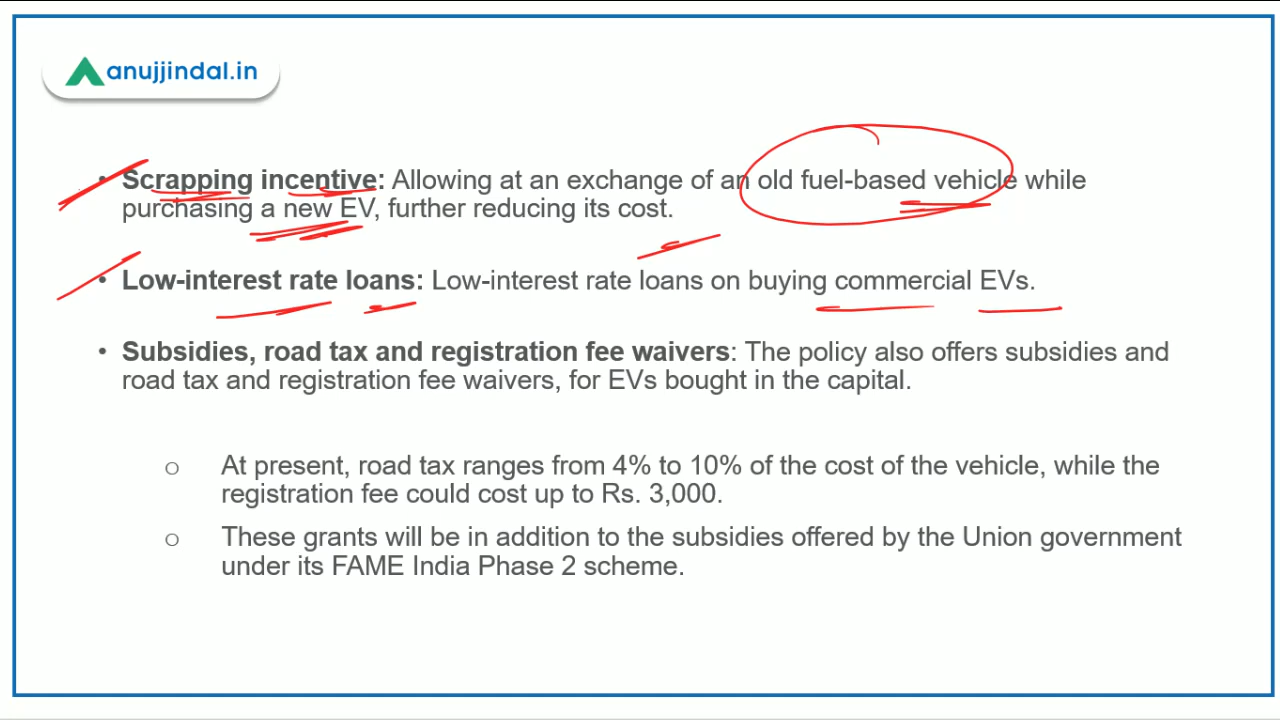 anujjindal.in
• Scrapping incentive: Allowing at an exchange of an old fuel-based vehicle while
purchasing a new EV, further reducing its cost.
• Low-interest rate loans: Low-interest rate loans on buying commercial EVs.
• Subsidies, road tax and registration fee waivers: The policy also offers subsidies and
road tax and registration fee waivers, for EVs bought in the capital.
o At present, road tax ranges from 4% to 10% of the cost of the vehicle, while the
registration fee could cost up to Rs. 3,000.
o These grants will be in addition to the subsidies offered by the Union government
under its FAME India Phase 2 scheme.